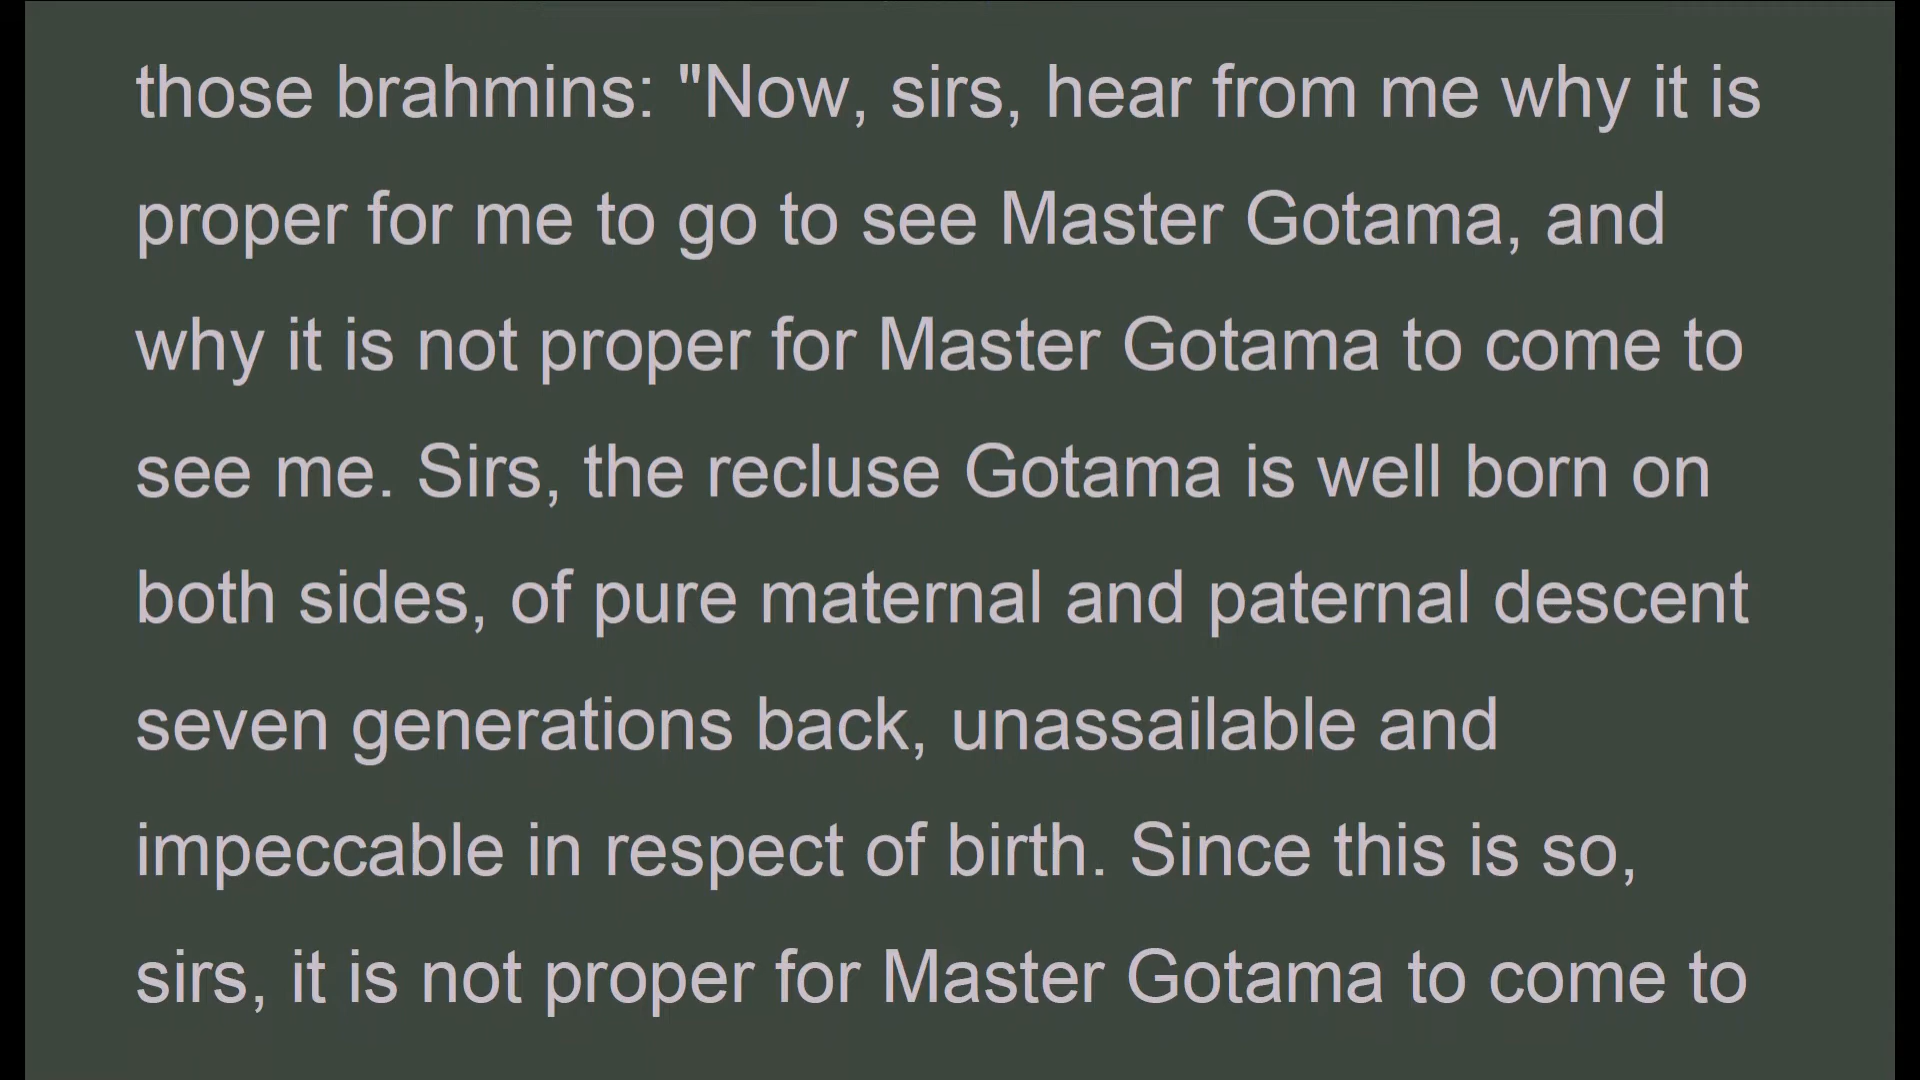 those brahmins: "Now, sirs, hear from me why it is
proper for me to go to see Master Gotama, and
why it is not proper for Master Gotama to come to
see me. Sirs, the recluse Gotama is well born on
both sides, of pure maternal and paternal descent
seven generations back, unassailable and
impeccable in respect of birth. Since this is so,
sirs, it is not proper for Master Gotama to come to